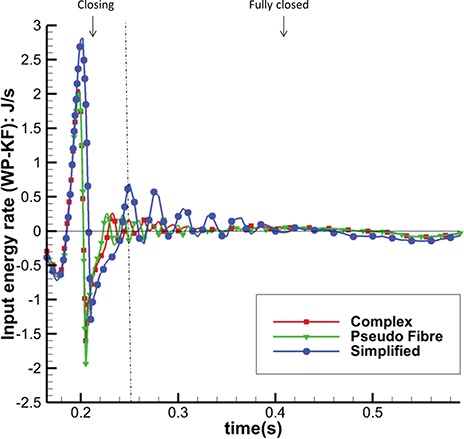 Closing Fully closed
Input energy rate (WP-KF): J/s
3
2.5
2
1.5
1
0.5
0
-0.5
-1
-1.5
-2
-2.5
Complex
Pseudo Fibre
Simplified
0.2 0.3 0.4 0.5
time(s)